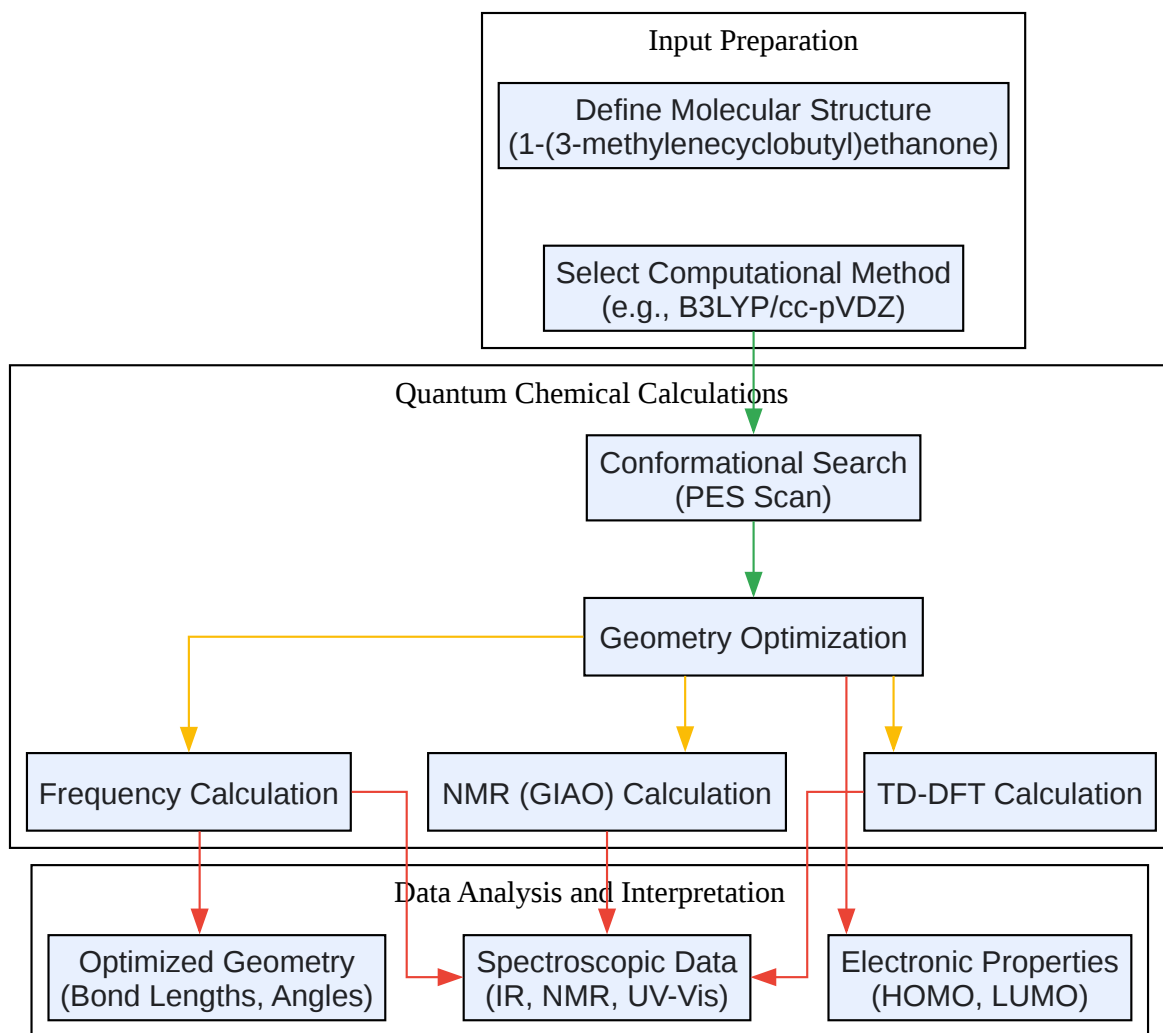 Input Preparation
Define Molecular Structure
(1-(3-methylenecyclobutyl)ethanone)
Select Computational Method
(e.g., B3LYP/cc-pVDZ)
Quantum Chemical Calculations
Conformational Search
(PES Scan)
Geometry Optimization
Frequency Calculation
NMR (GIAO) Calculation
TD-DFT Calculation
Data Analysis and Interpretation
Optimized Geometry
(Bond Lengths, Angles)
Spectroscopic Data
(IR, NMR, UV-Vis)
Electronic Properties
(HOMO, LUMO)